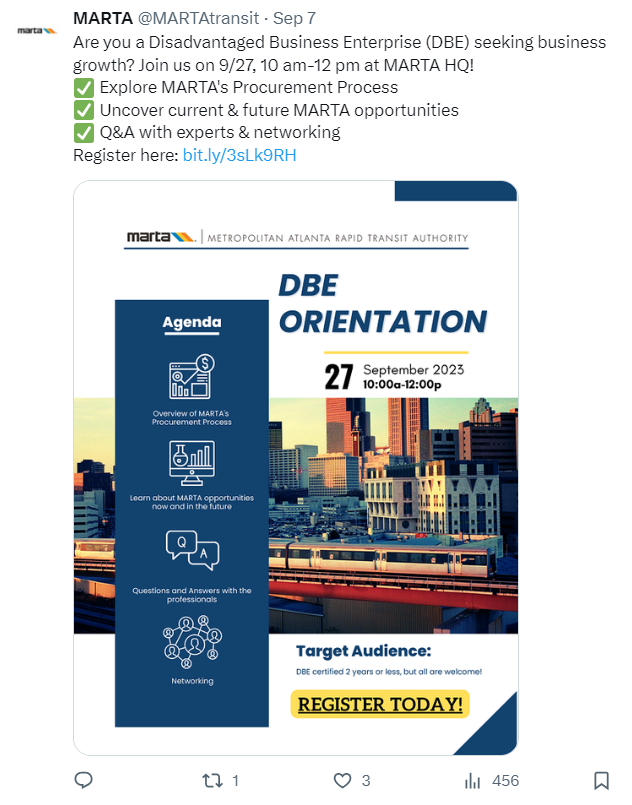 MARTA @MARTAtransit · Sep 7
Are you a Disadvantaged Business Enterprise (DBE) seeking business
growth? Join us on 9/27, 10 am-12 pm at MARTA HQ!
✅ Explore MARTA's Procurement Process
✅ Uncover current & future MARTA opportunities
✅ Q&A with experts & networking
Register here: bit.ly/3sLk9RH
marta
marta | METROPOLITAN ATLANTA RAPID TRANSIT AUTHORITY
DBE
ORIENTATION
27 September 2023
10:00a-12:00p
Agenda
$
Overview of MARTA's
Procurement Process
Learn about MARTA opportunities
now and in the future
Q
A
Questions and Answers with the
professionals
Networking
Target Audience:
DBE certified 2 years or less, but all are welcome!
REGISTER TODAY!
1
3
456